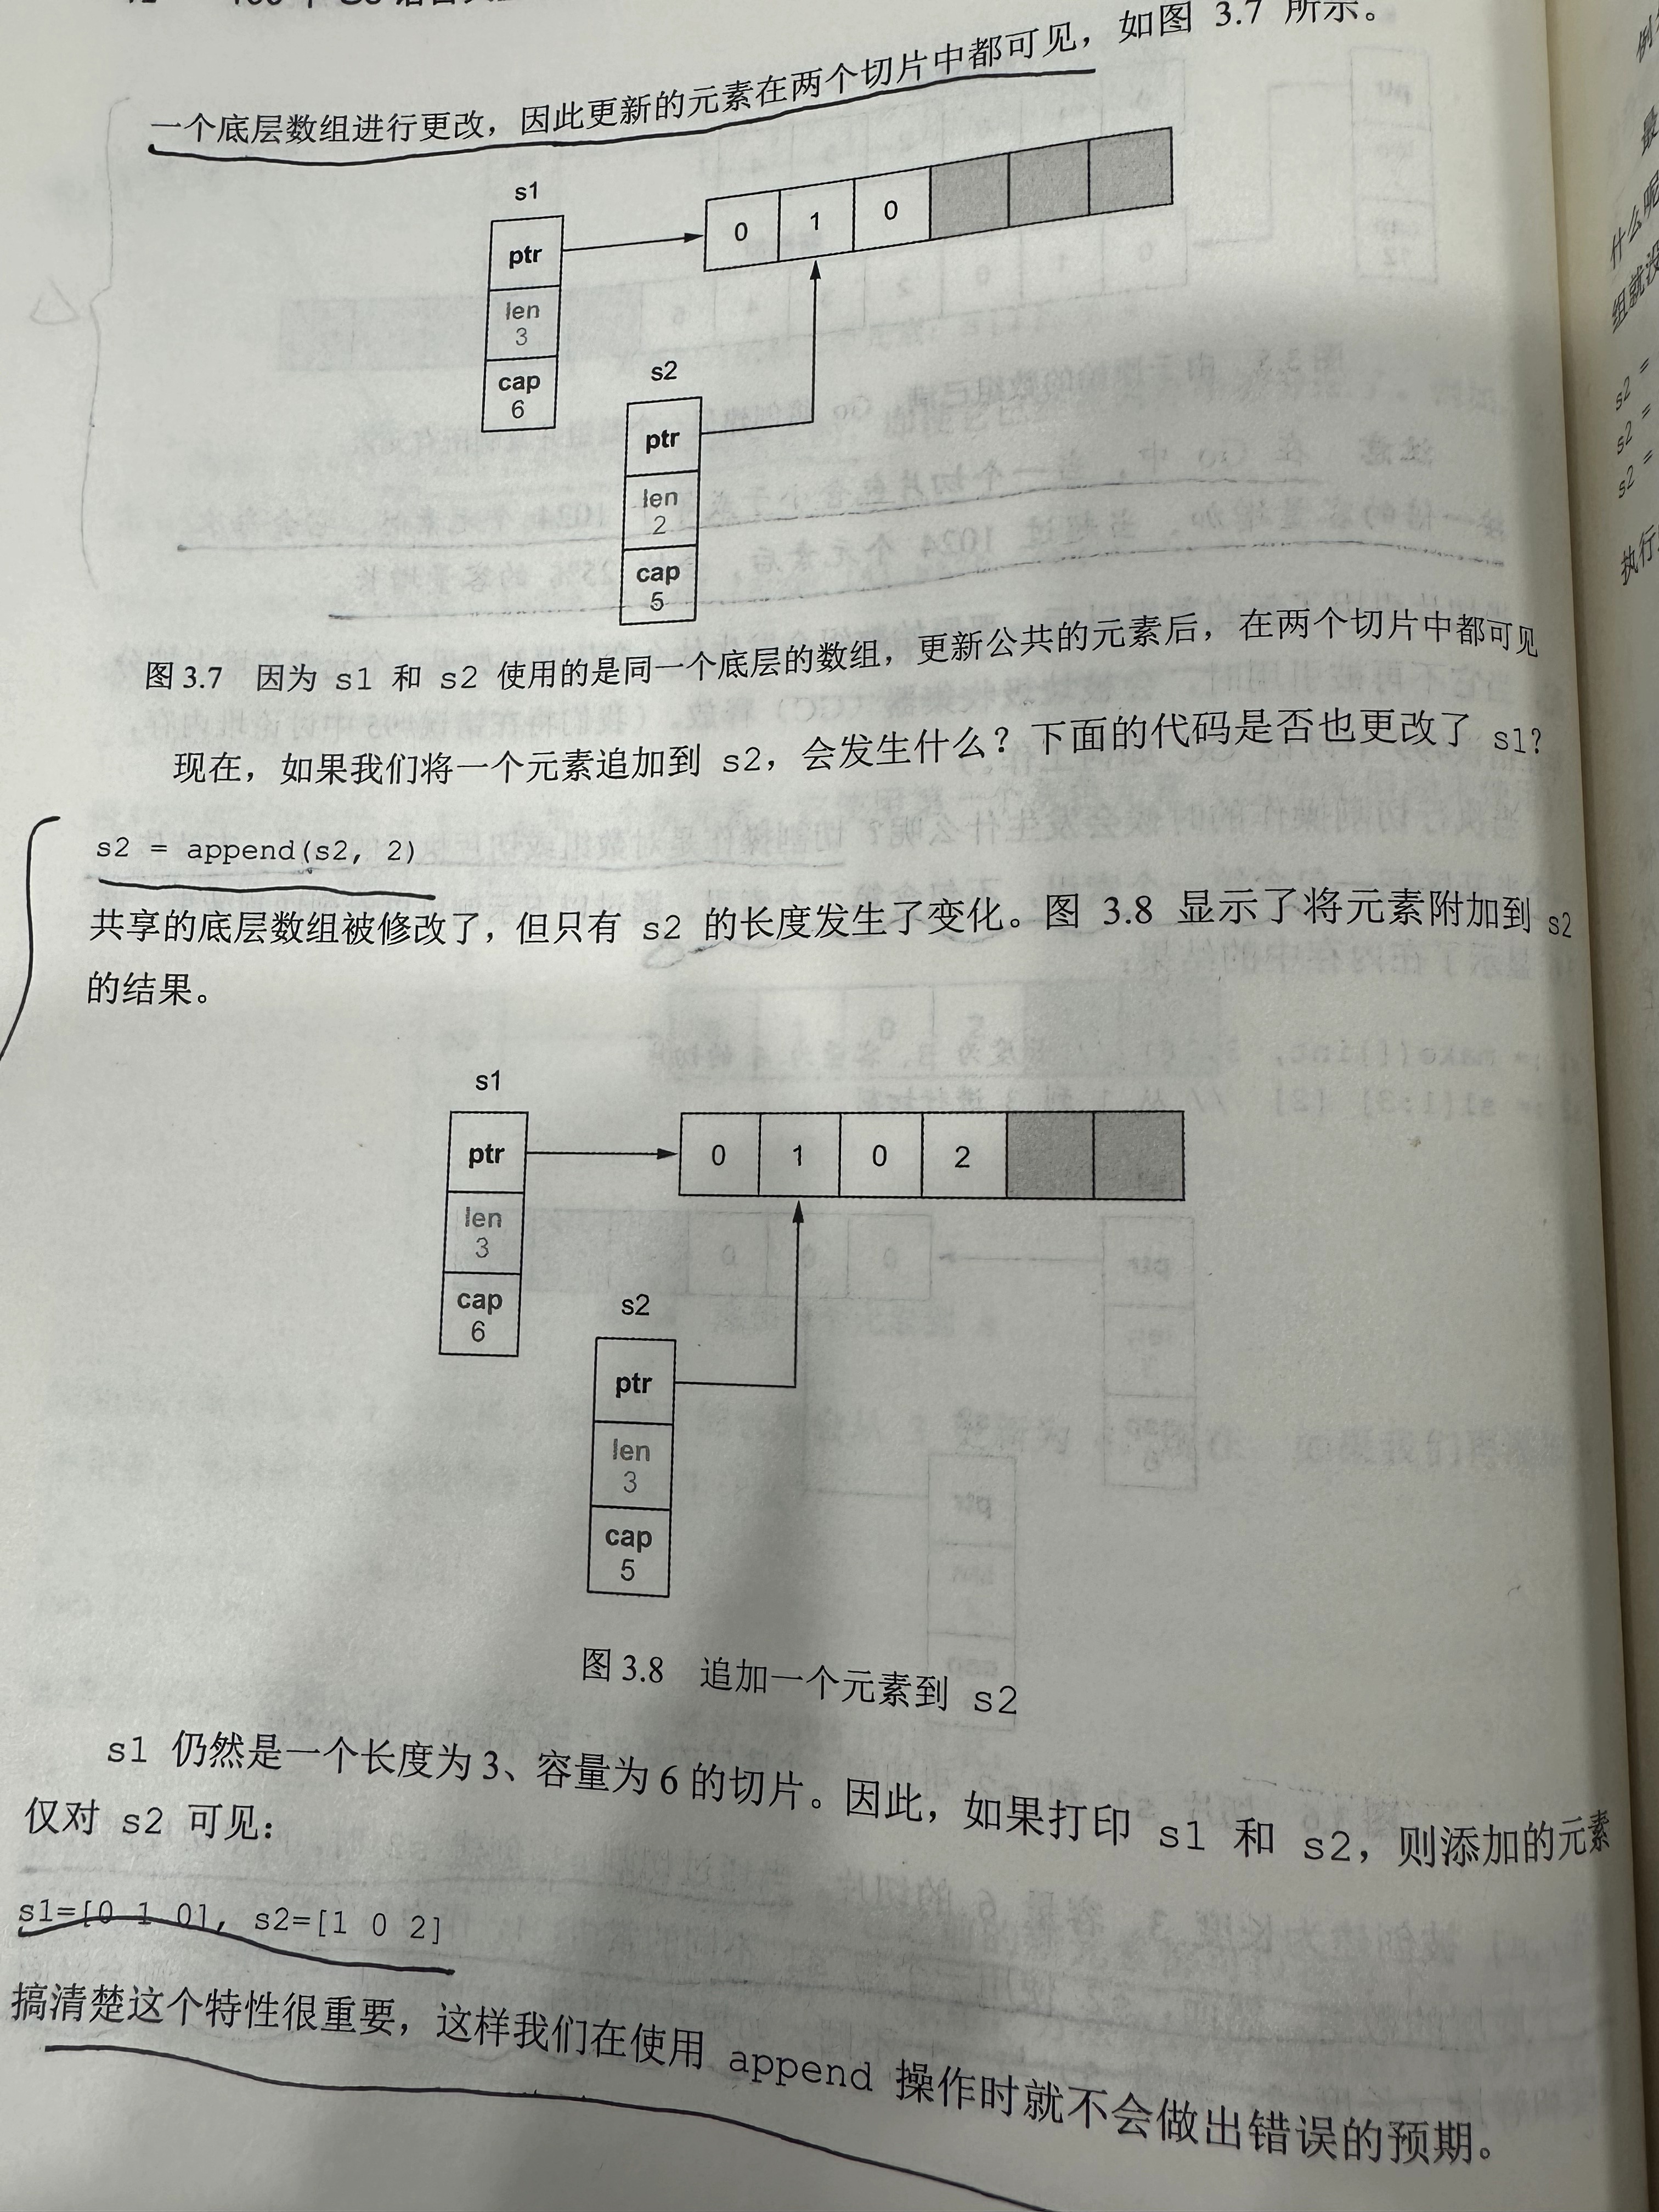 一个底层数组进行更改，因此更新的元素在两个切片中都可见，如图 3.7 所示。
s1
ptr
len
3
cap
6
0 1 0
s2
ptr
len
2
cap
5
图 3.7 因为 s1 和 s2 使用的是同一个底层的数组，更新公共的元素后，在两个切片中都可见
现在，如果我们将一个元素追加到 s2，会发生什么？下面的代码是否也更改了 s1？
s2 = append(s2, 2)
共享的底层数组被修改了，但只有 s2 的长度发生了变化。图 3.8 显示了将元素附加到 s2
的结果。
s1
ptr
len
3
cap
6
0 1 0 2
s2
ptr
len
3
cap
5
图 3.8 追加一个元素到 s2
s1 仍然是一个长度为 3、容量为 6 的切片。因此，如果打印 s1 和 s2，则添加的元素
仅对 s2 可见：
s1=[0 1 0], s2=[1 0 2]
搞清楚这个特性很重要，这样我们在使用 append 操作时就不会做出错误的预期。
什么呢
s2 =
s2 =
s2 =
执行